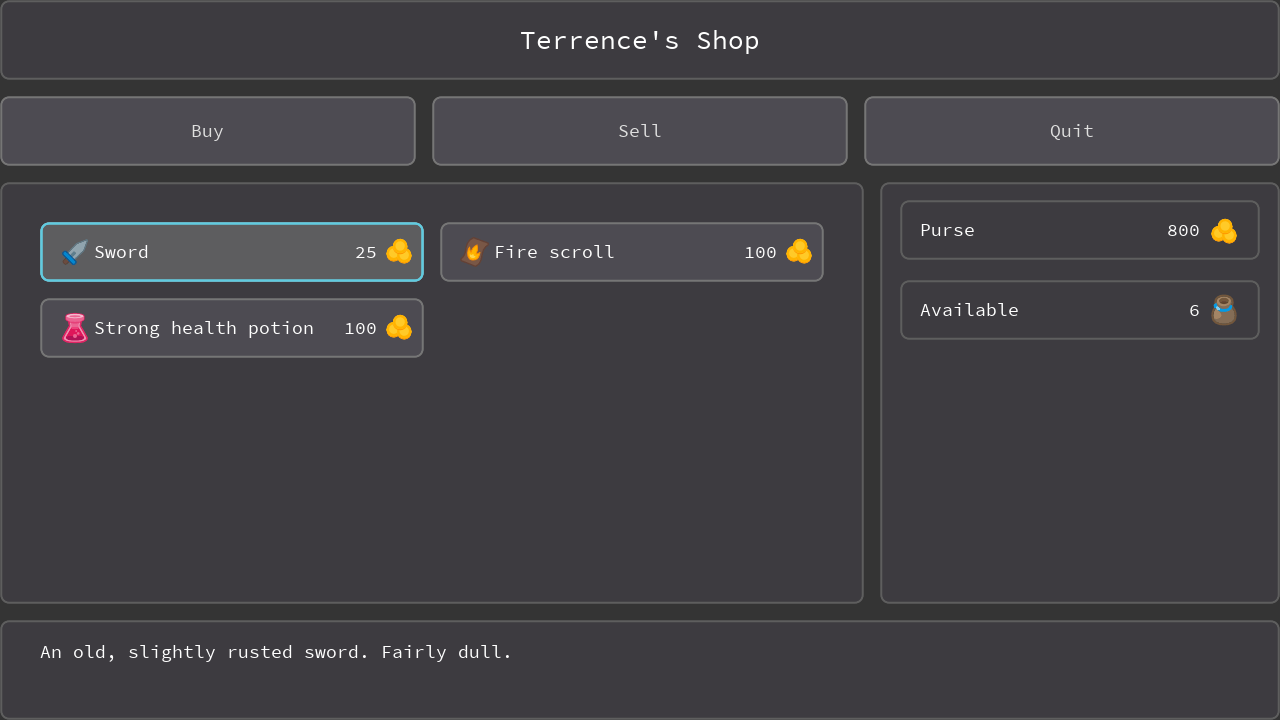 Terrence's Shop
Buy Sell Quit
Sword 25
Fire scroll 100
Strong health potion 100
Purse 800
Available 6
An old, slightly rusted sword. Fairly dull.